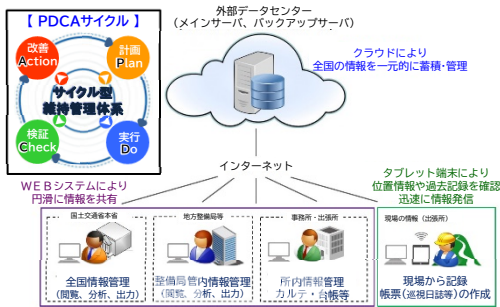 【 PDCAサイクル 】
改善
Action
計画
Plan
サイクル型
維持管理体系
検証
Check
実行
Do
外部データセンター
（メインサーバ、バックアップサーバ）
クラウドにより
全国の情報を一元的に蓄積・管理
インターネット
WEBシステムにより
円滑に情報を共有
タブレット端末により
位置情報や過去記録を確認
迅速に情報発信
国土交通省本省
全国情報管理
（閲覧、分析、出力）
地方整備局等
整備局管内情報管理
（閲覧、分析、出力）
事務所・出張所
所内情報管理
カルテ・台帳等
現場の情報（出張所）
現場から記録
帳票（巡視日誌等）の作成